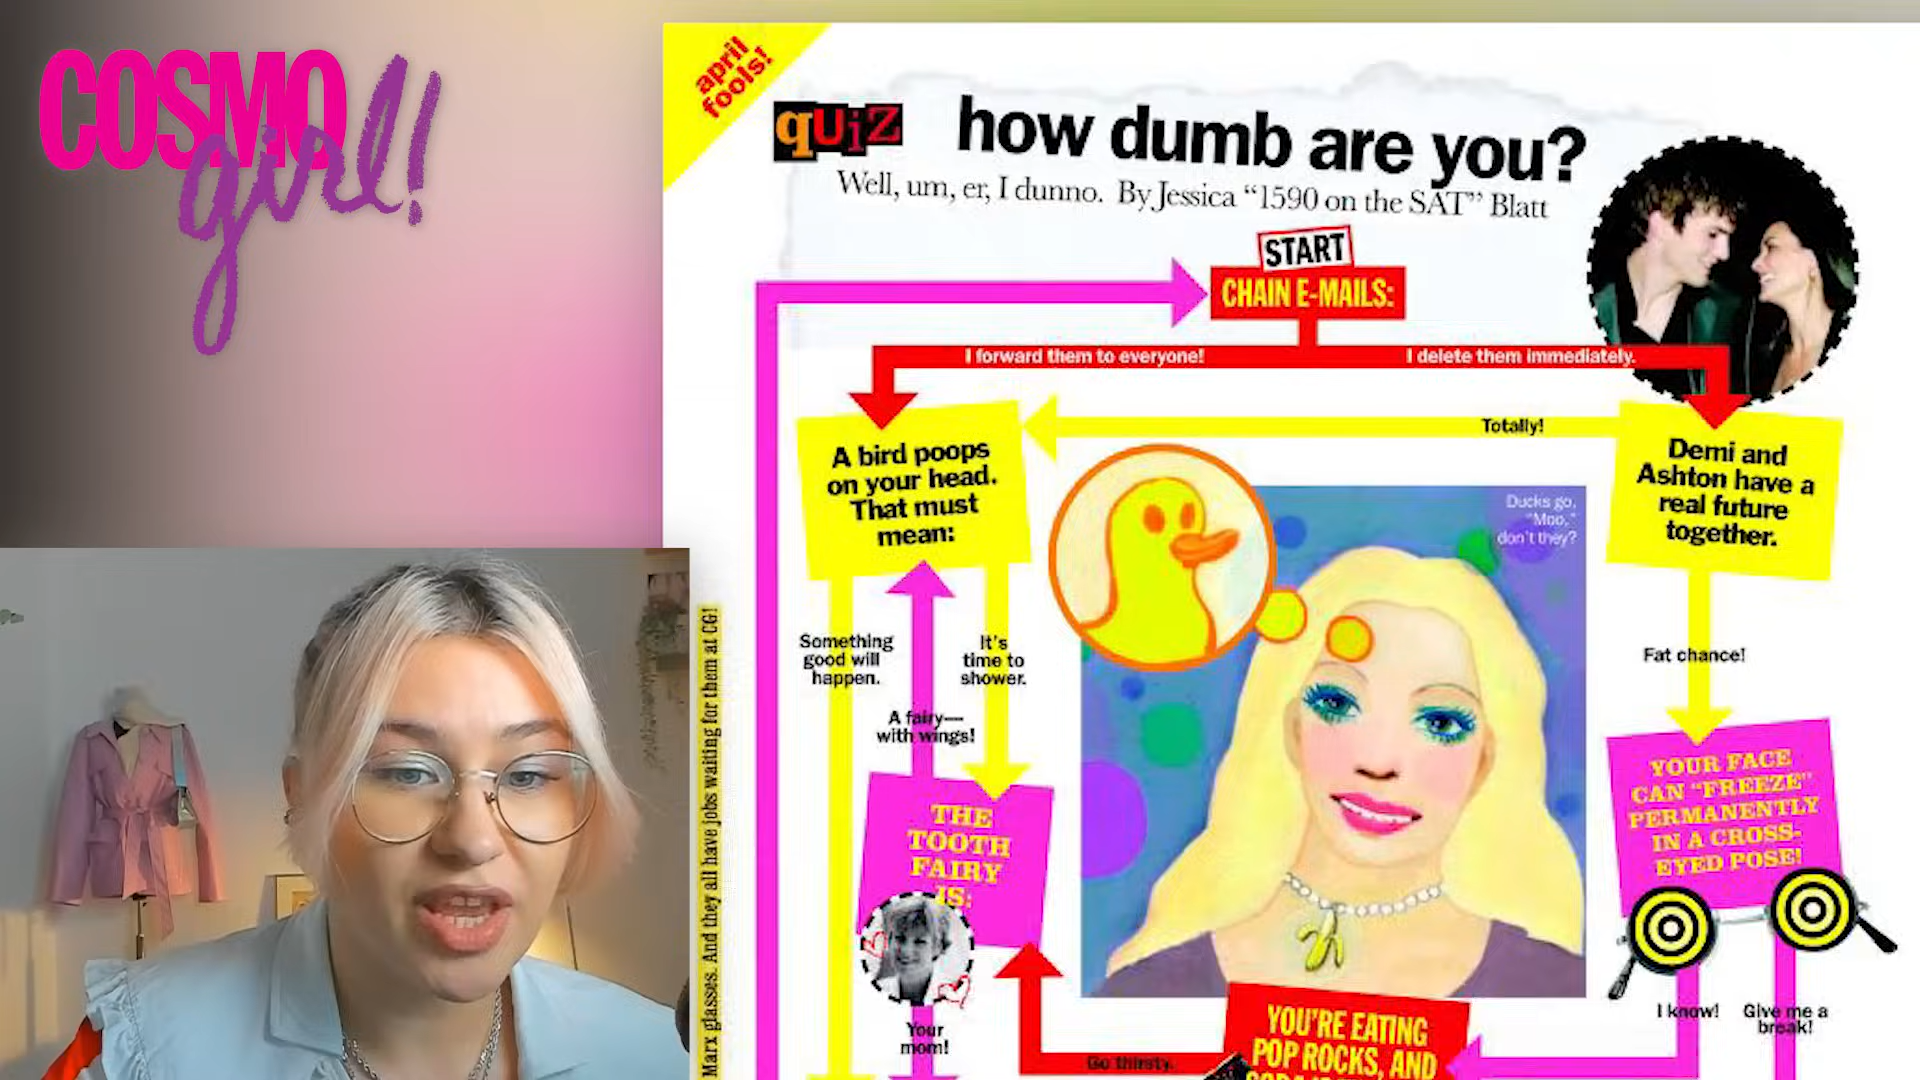 COSMO
girl!
april
fools!
quiz
how dumb are you?
Well, um, er, I dunno. By Jessica “1590 on the SAT” Blatt
START
CHAIN E-MAILS:
I forward them to everyone!
I delete them immediately.
Totally!
A bird poops
on your head.
That must
mean:
Demi and
Ashton have a
real future
together.
Ducks go,
“Moo,”
don't they?
Something
good will
happen.
It's
time to
shower.
Fat chance!
A fairy—
with wings!
THE
TOOTH
FAIRY
IS:
YOUR FACE
CAN “FREEZE”
PERMANENTLY
IN A CROSS-
EYED POSE!
Marx glasses. And they all have jobs waiting for them at CG!
Your
mom!
I know!
Give me a
break!
YOU'RE EATING
POP ROCKS, AND
Go thirsty.